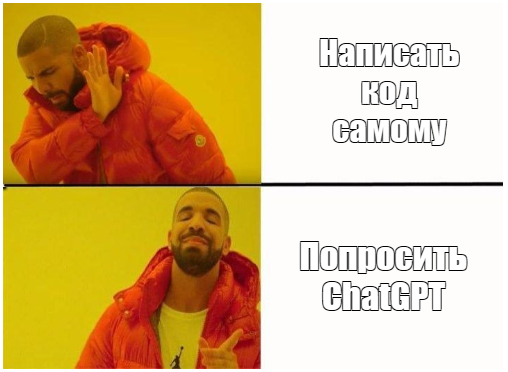 Написать
код
самому
Попросить
ChatGPT